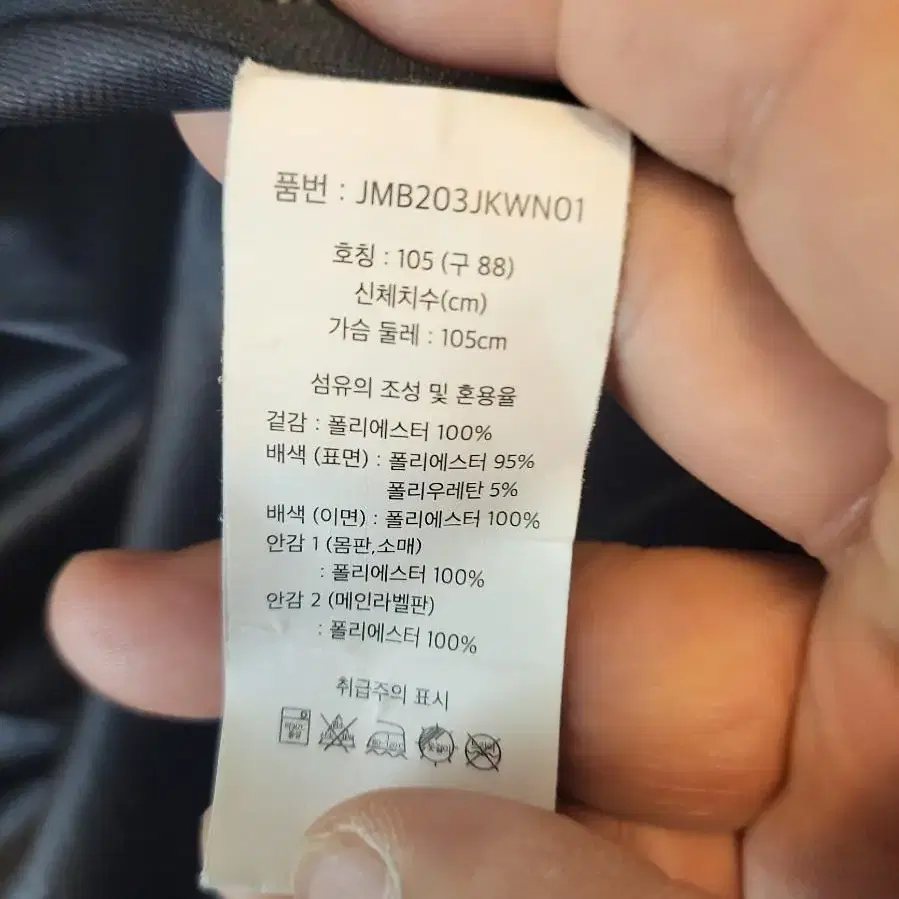 품번 : JMB203JKWN01
호칭 : 105 (구 88)
신체치수(cm)
가슴 둘레 : 105cm
섬유의 조성 및 혼용율
겉감 : 폴리에스터 100%
배색 (표면) : 폴리에스터 95%
폴리우레탄 5%
배색 (이면) : 폴리에스터 100%
안감 1 (몸판,소매)
: 폴리에스터 100%
안감 2 (메인라벨판)
: 폴리에스터 100%
취급주의 표시